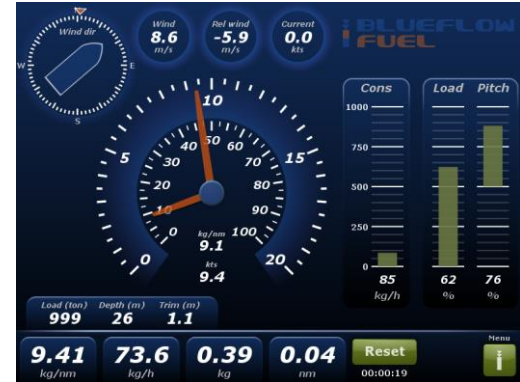 Wind dir
W
E
S
Wind
8.6
m/s
Rel wind
-5.9
m/s
Current
0.0
kts
BLUEFLOW
FUEL
0
5
10
15
20
0
10
20
30
40
50
60
70
80
90
100
kg/nm
9.1
kts
9.4
Cons
1000
750
500
250
0
85
kg/h
Load Pitch
62 76
% %
Load (ton) Depth (m) Trim (m)
999 26 1.1
9.41
kg/nm
73.6
kg/h
0.39
kg
0.04
nm
Reset
00:00:19
Menu
i